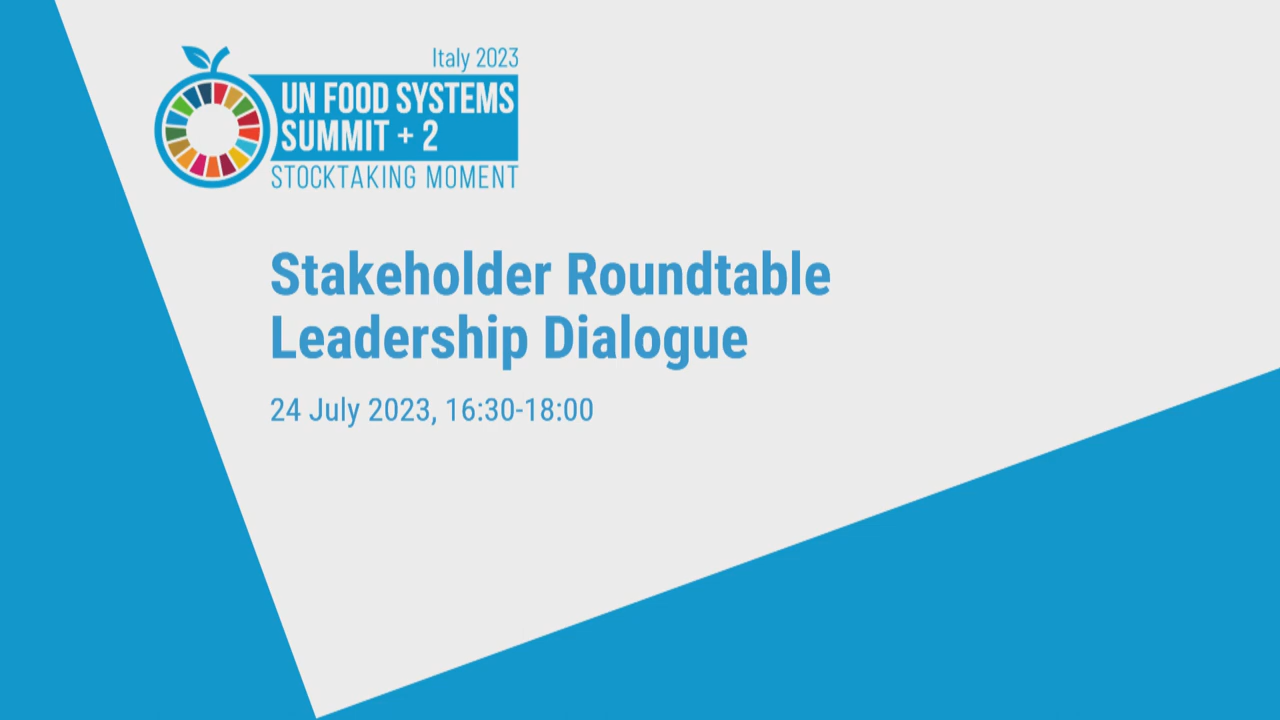 Italy 2023
UN FOOD SYSTEMS
SUMMIT + 2
STOCKTAKING MOMENT
Stakeholder Roundtable
Leadership Dialogue
24 July 2023, 16:30-18:00